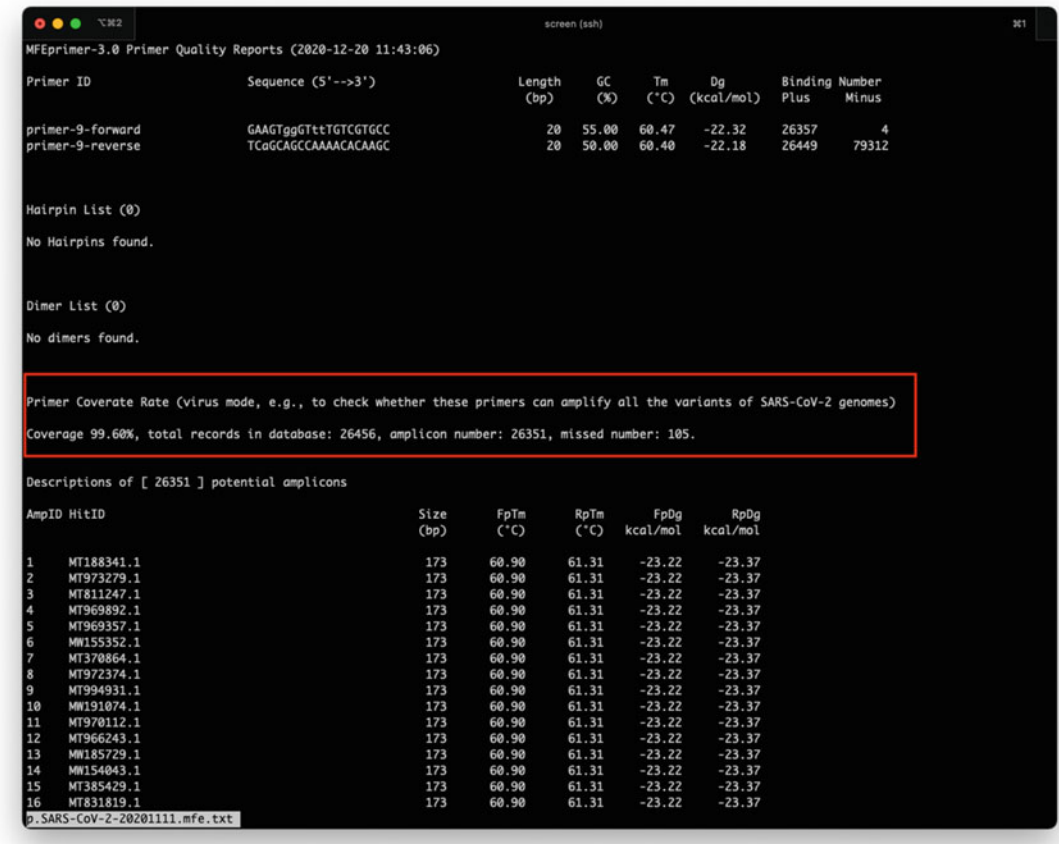 ⌥⌘2 screen (ssh) ⌘1
MFEprimer-3.0 Primer Quality Reports (2020-12-20 11:43:06)
Primer ID Sequence (5'-->3') Length GC Tm Dg Binding Number
(bp) (%) (°C) (kcal/mol) Plus Minus
primer-9-forward GAAGTggGTttTGTCGTGCC 20 55.00 60.47 -22.32 26357 4
primer-9-reverse TCaGCAGCCAAAACACAAGC 20 50.00 60.40 -22.18 26449 79312
Hairpin List (0)
No Hairpins found.
Dimer List (0)
No dimers found.
Primer Coverate Rate (virus mode, e.g., to check whether these primers can amplify all the variants of SARS-CoV-2 genomes)
Coverage 99.60%, total records in database: 26456, amplicon number: 26351, missed number: 105.
Descriptions of [ 26351 ] potential amplicons
AmpID HitID Size FpTm RpTm FpDg RpDg
(bp) (°C) (°C) kcal/mol kcal/mol
1 MT188341.1 173 60.90 61.31 -23.22 -23.37
2 MT973279.1 173 60.90 61.31 -23.22 -23.37
3 MT811247.1 173 60.90 61.31 -23.22 -23.37
4 MT969892.1 173 60.90 61.31 -23.22 -23.37
5 MT969357.1 173 60.90 61.31 -23.22 -23.37
6 MW155352.1 173 60.90 61.31 -23.22 -23.37
7 MT370864.1 173 60.90 61.31 -23.22 -23.37
8 MT972374.1 173 60.90 61.31 -23.22 -23.37
9 MT994931.1 173 60.90 61.31 -23.22 -23.37
10 MW191074.1 173 60.90 61.31 -23.22 -23.37
11 MT970112.1 173 60.90 61.31 -23.22 -23.37
12 MT966243.1 173 60.90 61.31 -23.22 -23.37
13 MW185729.1 173 60.90 61.31 -23.22 -23.37
14 MW154043.1 173 60.90 61.31 -23.22 -23.37
15 MT385429.1 173 60.90 61.31 -23.22 -23.37
16 MT831819.1 173 60.90 61.31 -23.22 -23.37
p.SARS-CoV-2-20201111.mfe.txt